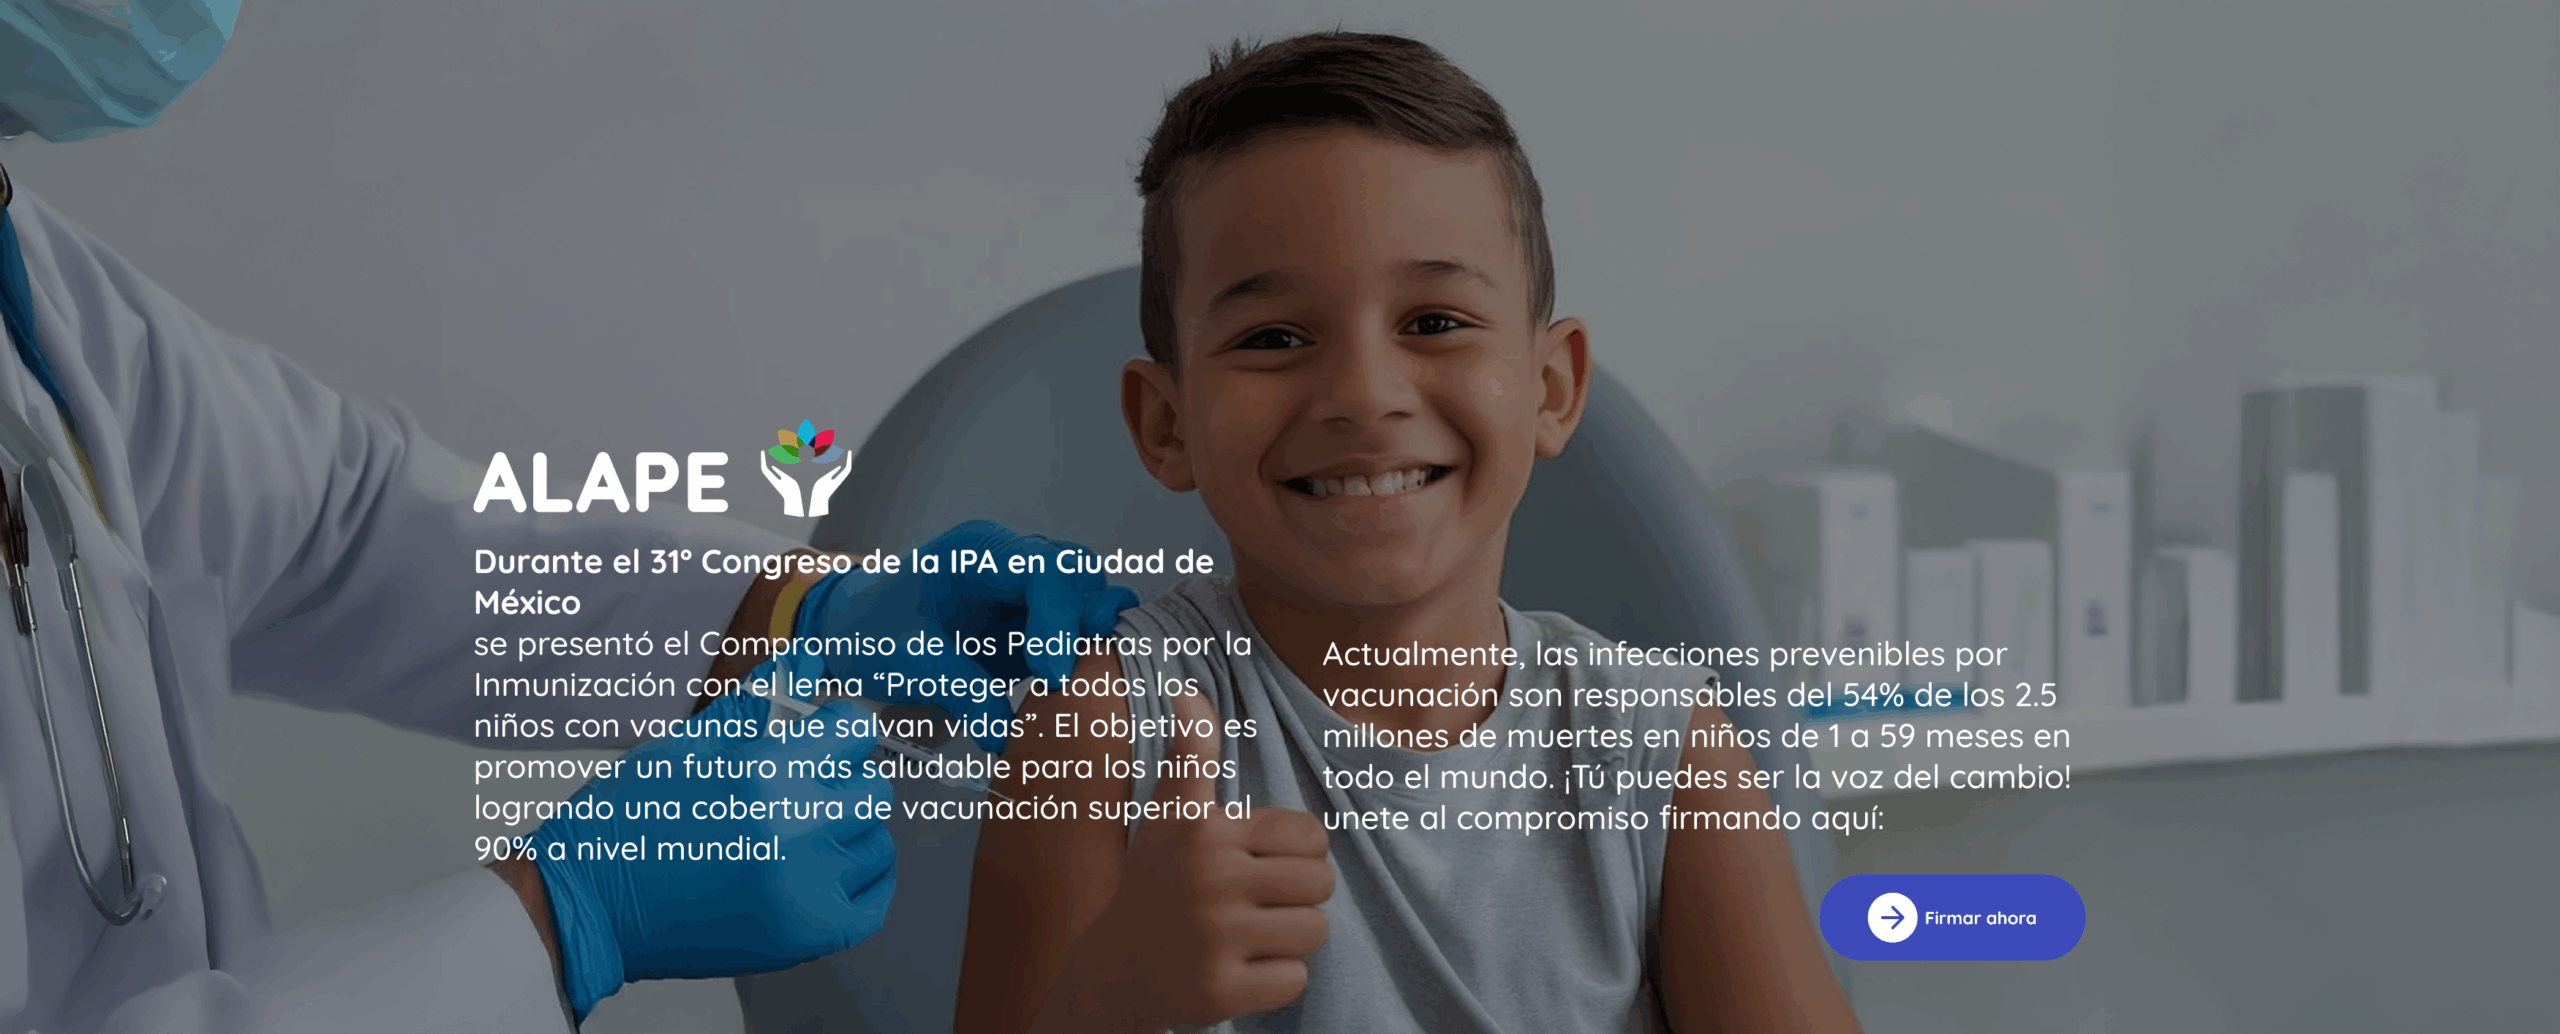 ALAPE
Durante el 31° Congreso de la IPA en Ciudad de
México
se presentó el Compromiso de los Pediatras por la
Inmunización con el lema “Proteger a todos los
niños con vacunas que salvan vidas”. El objetivo es
promover un futuro más saludable para los niños
logrando una cobertura de vacunación superior al
90% a nivel mundial.
Actualmente, las infecciones prevenibles por
vacunación son responsables del 54% de los 2.5
millones de muertes en niños de 1 a 59 meses en
todo el mundo. ¡Tú puedes ser la voz del cambio!
unete al compromiso firmando aquí:
Firmar ahora